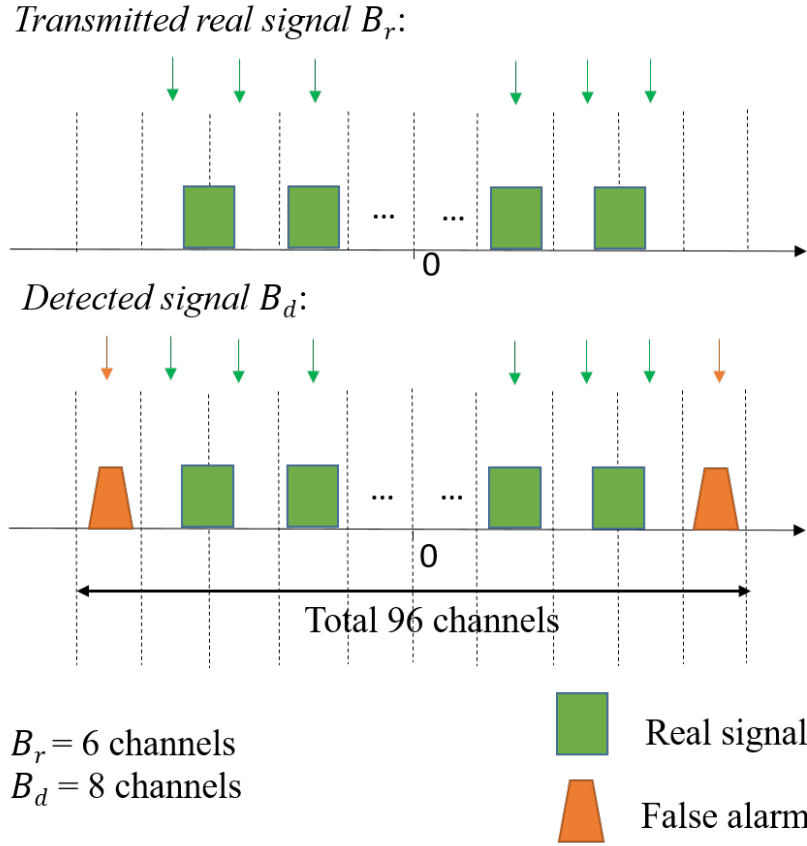 Transmitted real signal B_r:
... ...
0
Detected signal B_d:
... ...
0
Total 96 channels
B_r = 6 channels
B_d = 8 channels
Real signal
False alarm